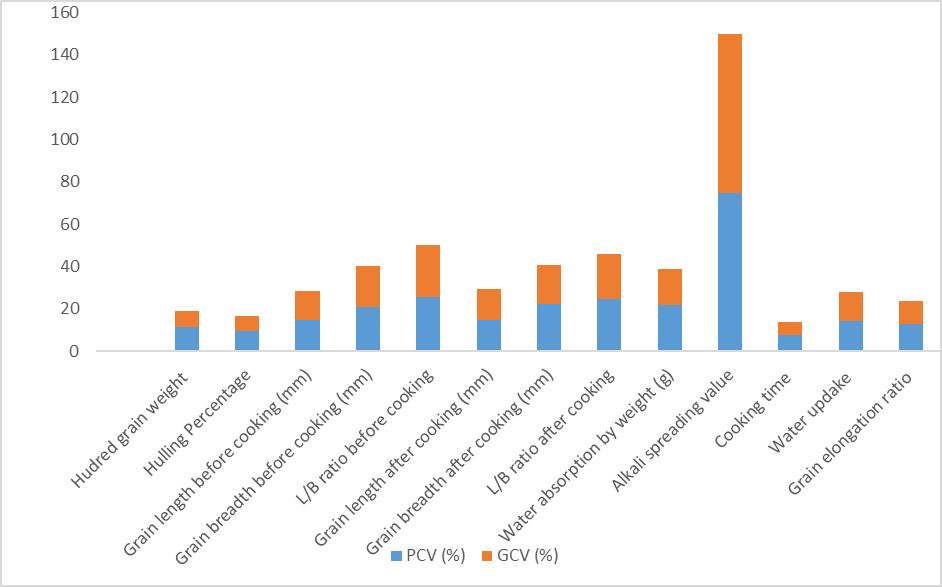 160
140
120
100
80
60
40
20
0
Hudred grain weight
Hulling Percentage
Grain length before cooking (mm)
Grain breadth before cooking (mm)
L/B ratio before cooking
Grain length after cooking (mm)
Grain breadth after cooking (mm)
L/B ratio after cooking
Water absorption by weight (g)
Alkali spreading value
Cooking time
Water updake
Grain elongation ratio
PCV (%) GCV (%)